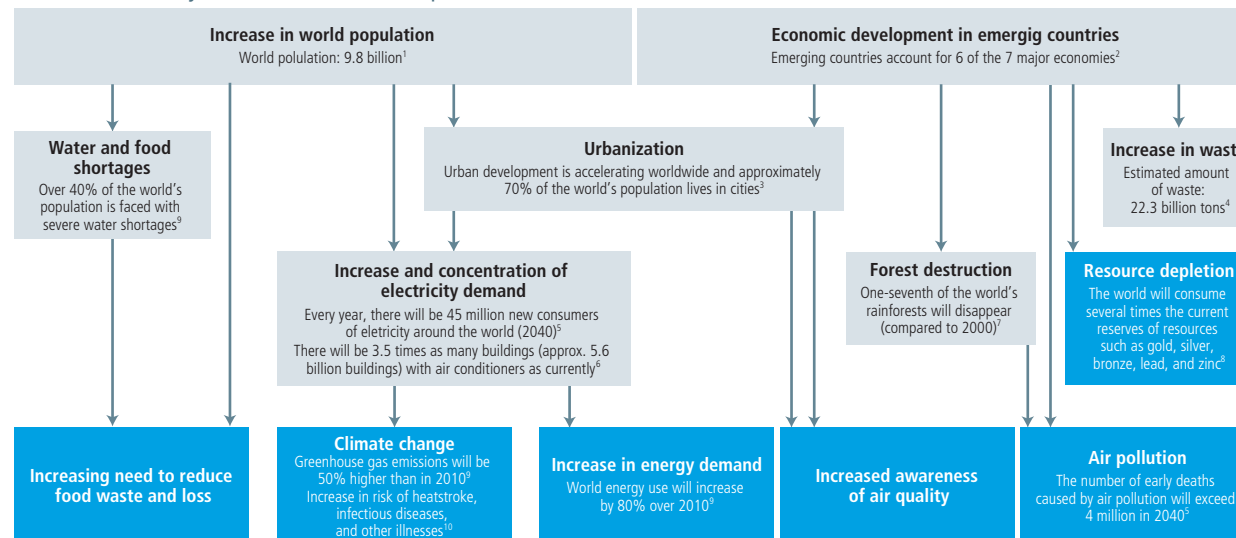 Increase in world population
World polulation: 9.8 billion¹
Economic development in emergig countries
Emerging countries account for 6 of the 7 major economies²
Water and food
shortages
Over 40% of the world's
population is faced with
severe water shortages⁹
Urbanization
Urban development is accelerating worldwide and approximately
70% of the world's population lives in cities³
Increase in wast
Estimated amount
of waste:
22.3 billion tons⁴
Increase and concentration of
electricity demand
Every year, there will be 45 million new consumers
of eletricity around the world (2040)⁵
There will be 3.5 times as many buildings (approx. 5.6
billion buildings) with air conditioners as currently⁶
Forest destruction
One-seventh of the world's
rainforests will disappear
(compared to 2000)⁷
Resource depletion
The world will consume
several times the current
reserves of resources
such as gold, silver,
bronze, lead, and zinc⁸
Increasing need to reduce
food waste and loss
Climate change
Greenhouse gas emissions will be
50% higher than in 2010⁹
Increase in risk of heatstroke,
infectious diseases,
and other illnesses¹⁰
Increase in energy demand
World energy use will increase
by 80% over 2010⁹
Increased awareness
of air quality
Air pollution
The number of early deaths
caused by air pollution will exceed
4 million in 2040⁵